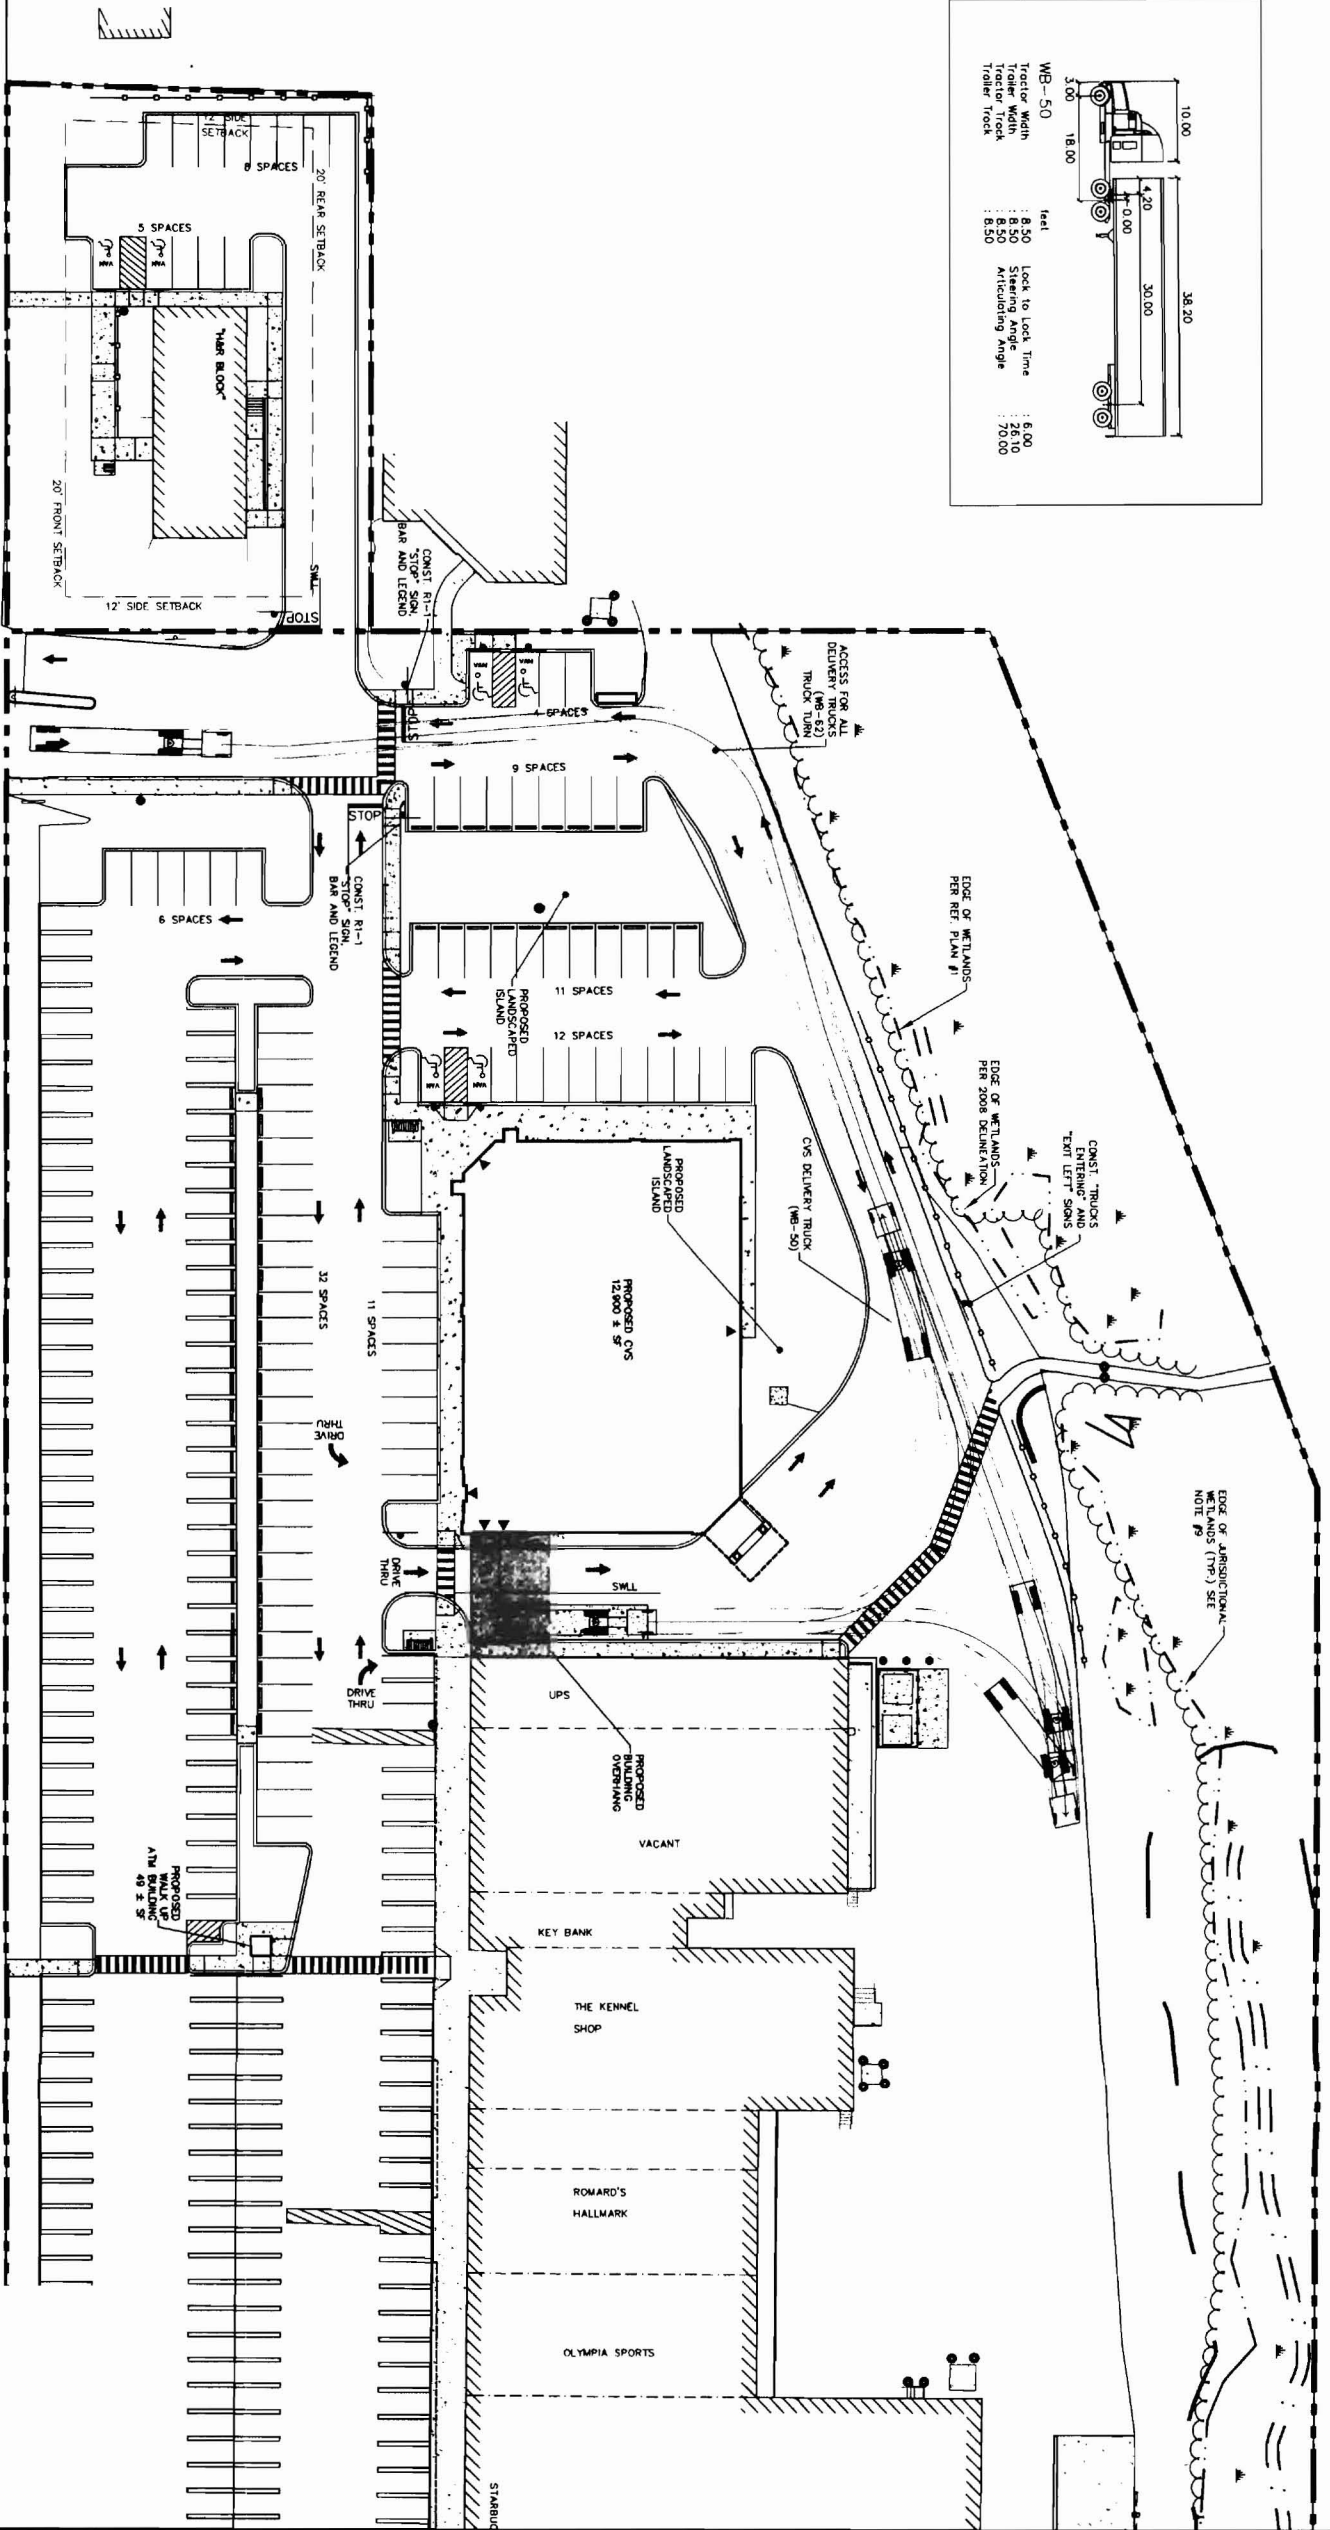 10.00
38.20
4.20
0.00
30.00
3.00
18.00
WB-50
feet
Tractor Width : 8.50
Trailer Width : 8.50
Tractor Track : 8.50
Trailer Track : 8.50
Lock to Lock Time : 6.00
Steering Angle : 26.10
Articulating Angle : 70.00
12' SIDE
SETBACK
8 SPACES
20' REAR SETBACK
5 SPACES
VAN
VAN
"H&R BLOCK"
20' FRONT SETBACK
12' SIDE SETBACK
SWLL
STOP
CONST. R1-1
"STOP" SIGN,
BAR AND LEGEND
STOP
VAN
VAN
4 SPACES
9 SPACES
ACCESS FOR ALL
DELIVERY TRUCKS
(WB-62)
TRUCK TURN
STOP
CONST. R1-1
"STOP" SIGN,
BAR AND LEGEND
6 SPACES
PROPOSED
LANDSCAPED
ISLAND
11 SPACES
12 SPACES
VAN
VAN
EDGE OF WETLANDS
PER REF. PLAN #1
EDGE OF WETLANDS
PER 2008 DELINEATION
CONST. "TRUCKS
ENTERING" AND
"EXIT LEFT" SIGNS
CVS DELIVERY TRUCK
(WB-50)
PROPOSED
LANDSCAPED
ISLAND
PROPOSED CVS
12,900 ± SF
32 SPACES
11 SPACES
DRIVE
THRU
DRIVE
THRU
DRIVE
THRU
SWLL
EDGE OF JURISDICTIONAL
WETLANDS (TYP.) SEE
NOTE #9
UPS
PROPOSED
BUILDING
OVERHANG
VACANT
PROPOSED
WALK UP
ATM BUILDING
49 ± SF
KEY BANK
THE KENNEL
SHOP
ROMARD'S
HALLMARK
OLYMPIA SPORTS
STARBUC